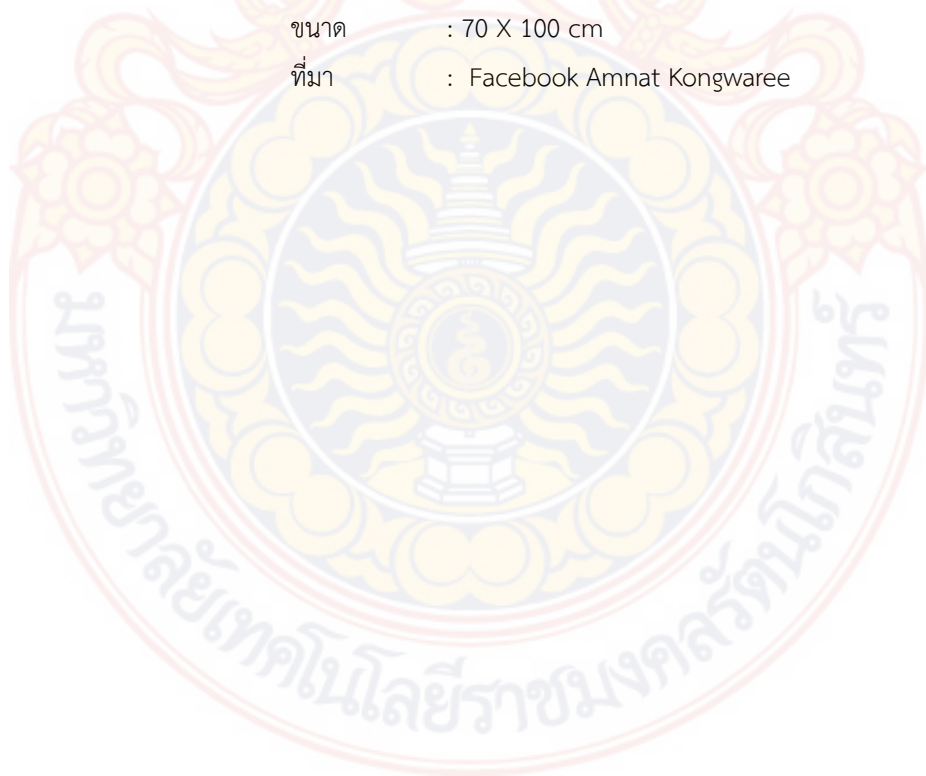 ขนาด : 70 X 100 cm
ที่มา : Facebook Amnat Kongwaree
มหาวิทยาลัยเทคโนโลยีราชมงคลรัตนโกสินทร์